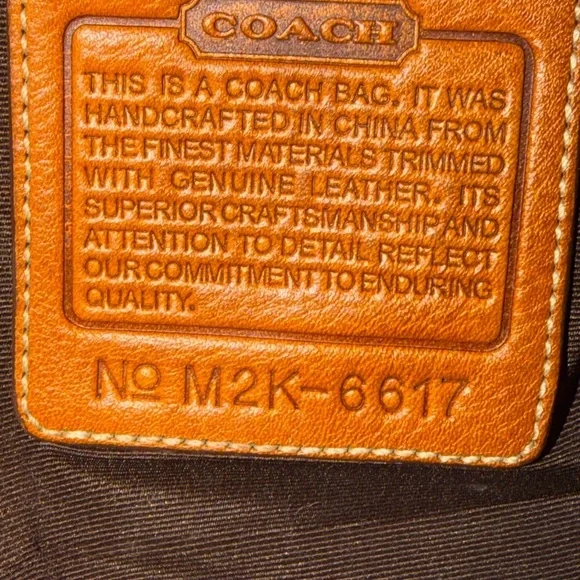 COACH
THIS IS A COACH BAG. IT WAS
HANDCRAFTED IN CHINA FROM
THE FINEST MATERIALS TRIMMED
WITH GENUINE LEATHER. ITS
SUPERIOR CRAFTSMANSHIP AND
ATTENTION TO DETAIL REFLECT
OUR COMMITMENT TO ENDURING
QUALITY.
Nº M2K-6617